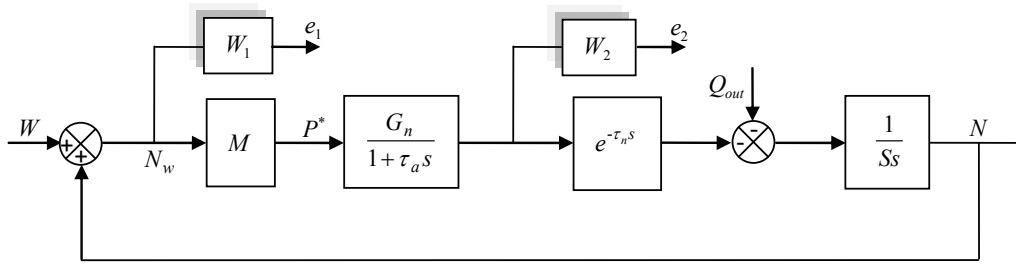 W₁
e₁
W₂
e₂
Q_out
W
+
+
N_w
M
P*
G_n
1 + τ_a s
e^{-τ_n s}
-
-
1
Ss
N